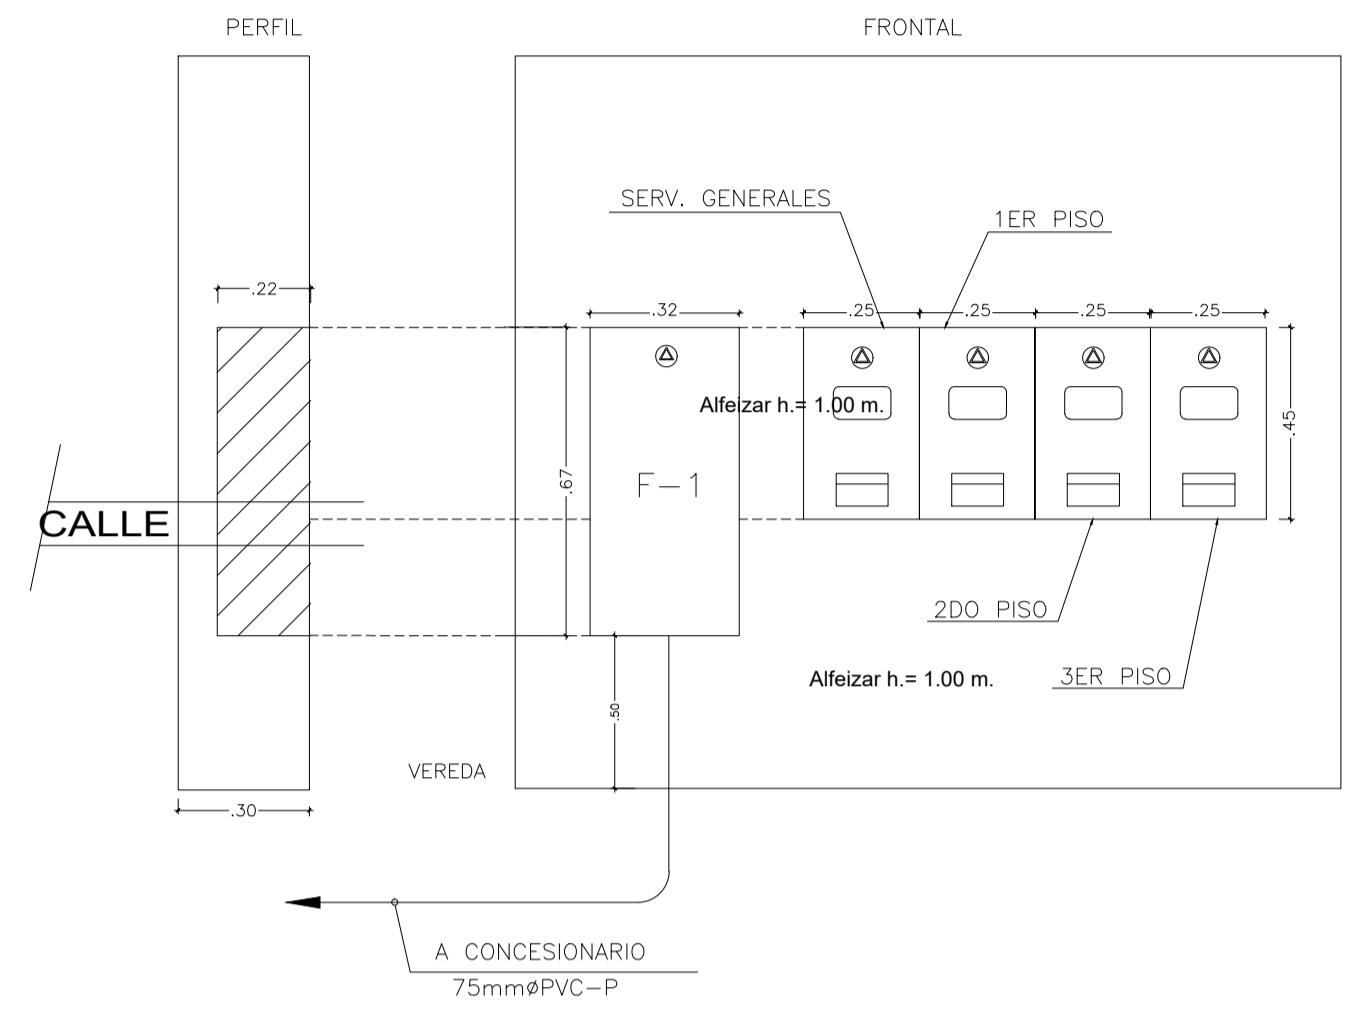 PERFIL
FRONTAL
SERV. GENERALES
1ER PISO
.22
.32
.25
.25
.25
.25
Alfeizar h.= 1.00 m.
.45
.67
F-1
CALLE
2DO PISO
3ER PISO
Alfeizar h.= 1.00 m.
.50
VEREDA
.30
A CONCESIONARIO
75mmøPVC-P